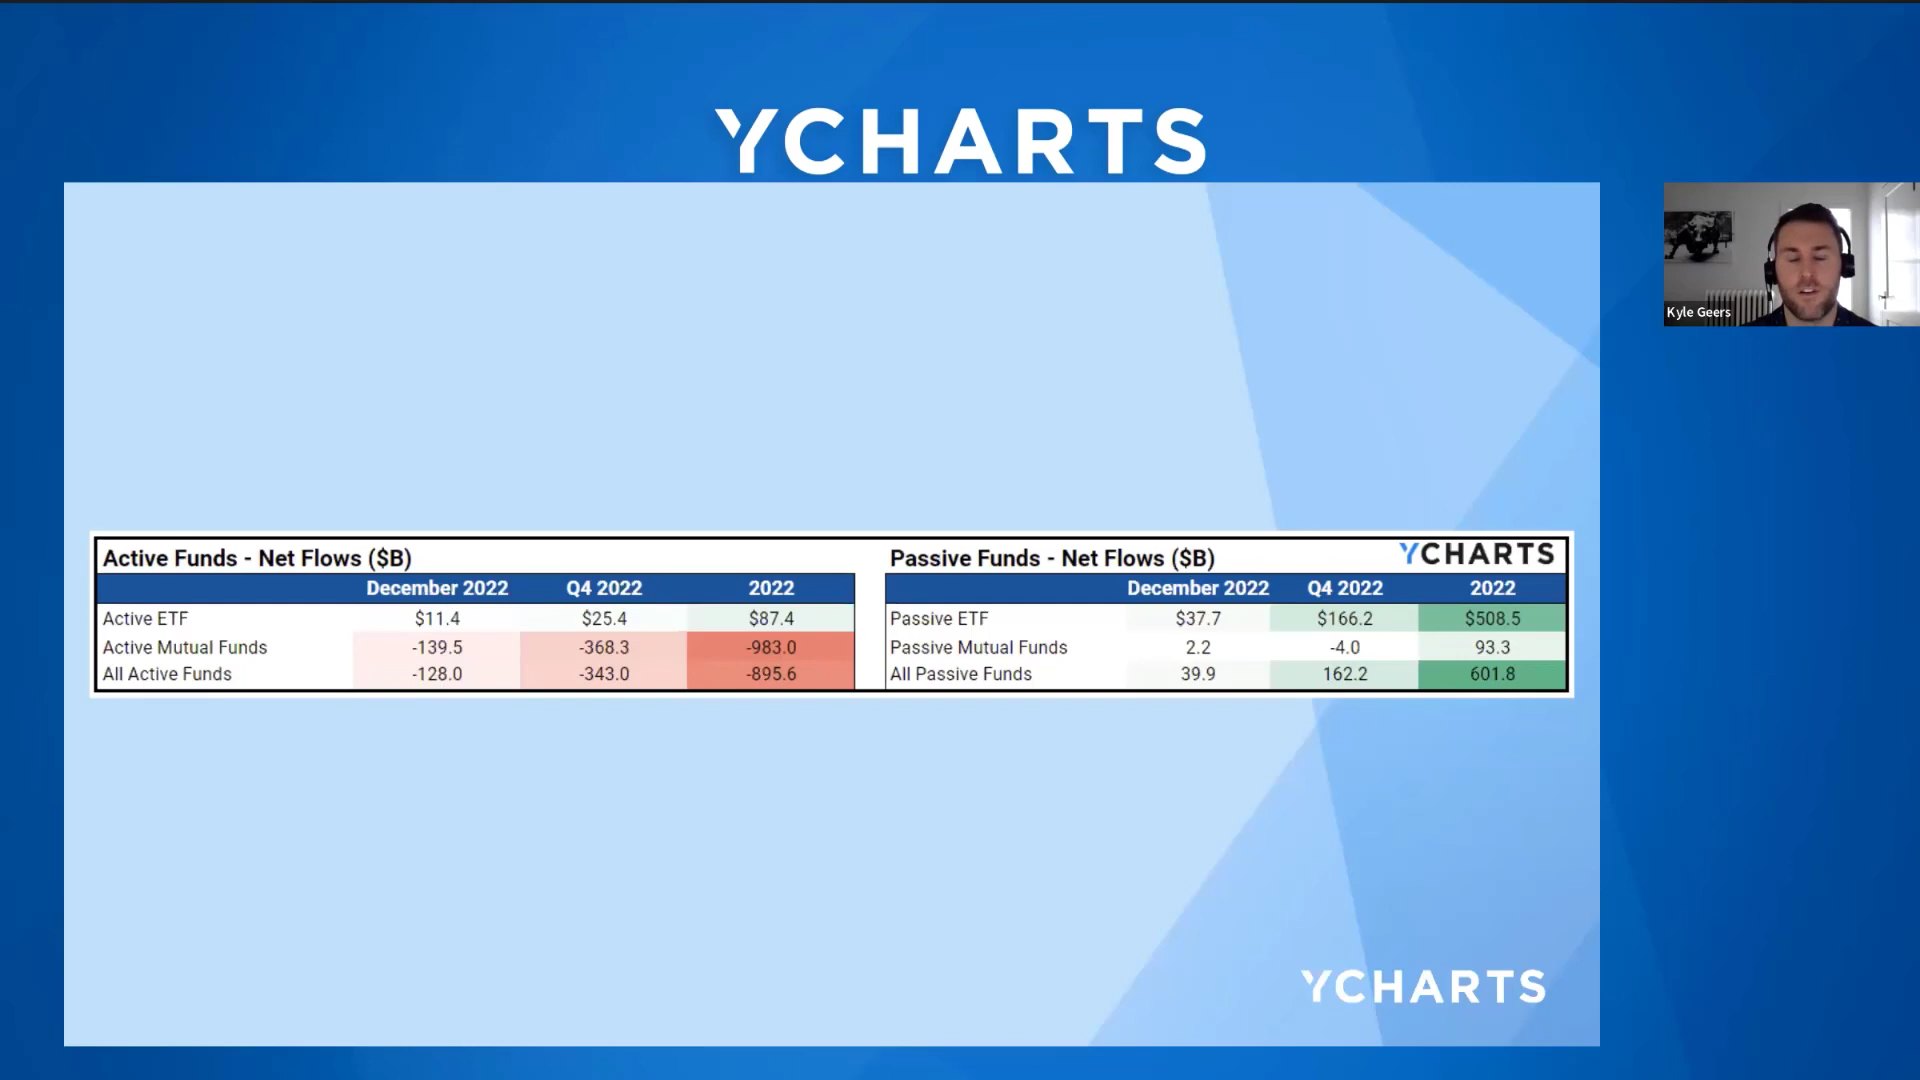 YCHARTS
Kyle Geers
Active Funds - Net Flows ($B)
December 2022 Q4 2022 2022
Active ETF $11.4 $25.4 $87.4
Active Mutual Funds -139.5 -368.3 -983.0
All Active Funds -128.0 -343.0 -895.6
Passive Funds - Net Flows ($B) YCHARTS
December 2022 Q4 2022 2022
Passive ETF $37.7 $166.2 $508.5
Passive Mutual Funds 2.2 -4.0 93.3
All Passive Funds 39.9 162.2 601.8
YCHARTS